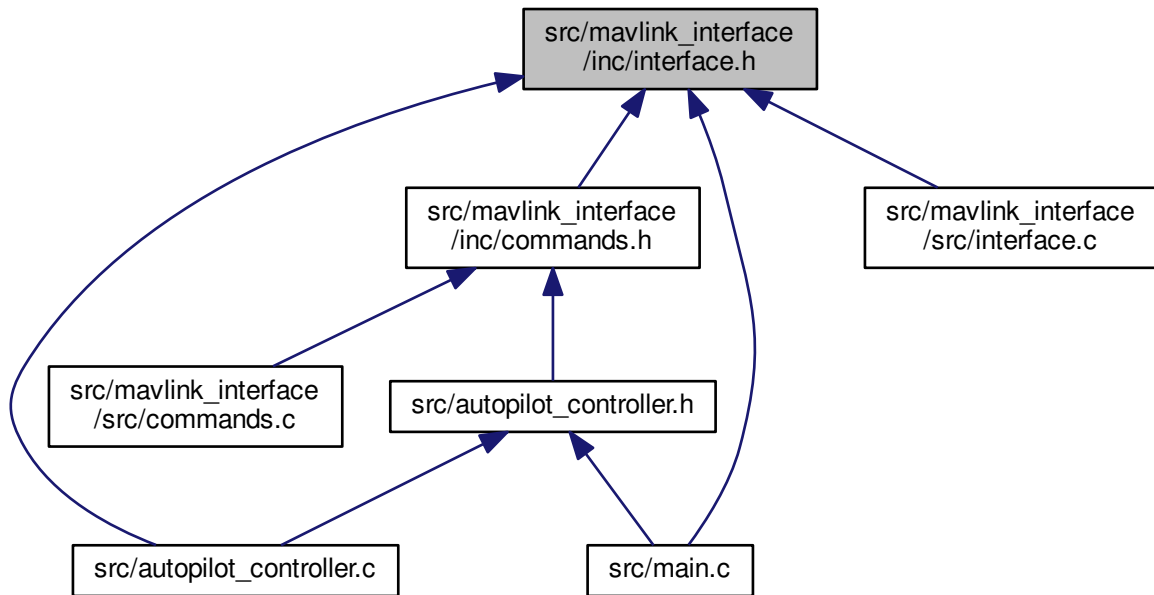 src/mavlink_interface
/inc/interface.h
src/mavlink_interface
/inc/commands.h
src/mavlink_interface
/src/interface.c
src/mavlink_interface
/src/commands.c
src/autopilot_controller.h
src/autopilot_controller.c
src/main.c